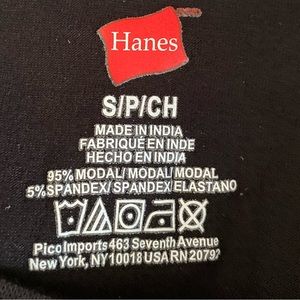 Hanes
S/P/CH
MADE IN INDIA
FABRIQUÉ EN INDE
HECHO EN INDIA
95% MODAL/ MODAL/ MODAL
5% SPANDEX/ SPANDEX/ ELASTANO
Pico Imports 463 Seventh Avenue
New York, NY 10018 USA RN 20792